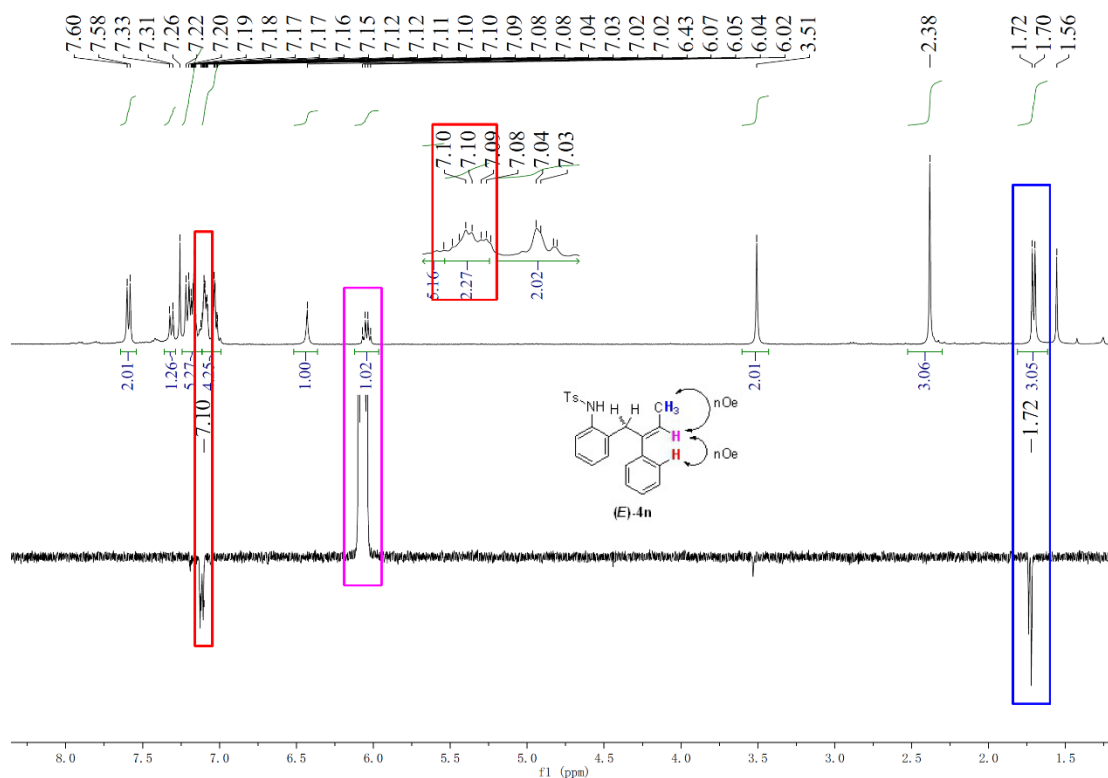 7.60 7.58 7.33 7.31 7.26 7.22 7.20 7.19 7.18 7.17 7.17 7.16 7.15 7.12 7.12 7.11 7.10 7.10 7.09 7.08 7.08 7.04 7.03 7.02 7.02 6.43 6.07 6.05 6.04 6.02 3.51 2.38 1.72 1.70 1.56
7.10 7.10 7.09 7.08 7.04 7.03
5.16 2.27 2.02
2.01 1.26 5.27 4.25 1.00 1.02 2.01 3.06 3.05
7.10
1.72
Ts
NH
H H
CH3
nOe
H
H
nOe
(E)-4n
8.0 7.5 7.0 6.5 6.0 5.5 5.0 4.5 4.0 3.5 3.0 2.5 2.0 1.5
f1 (ppm)